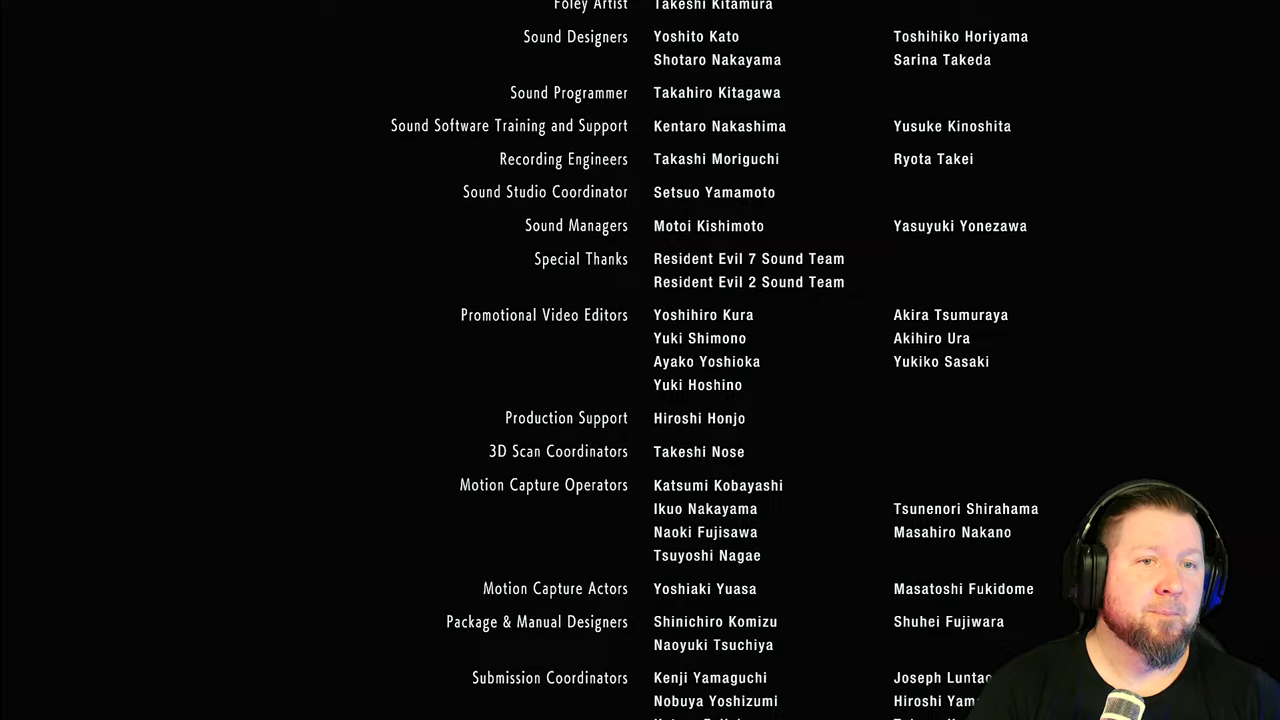 Foley Artist Takeshi Kitamura
Sound Designers Yoshito Kato Toshihiko Horiyama
Shotaro Nakayama Sarina Takeda
Sound Programmer Takahiro Kitagawa
Sound Software Training and Support Kentaro Nakashima Yusuke Kinoshita
Recording Engineers Takashi Moriguchi Ryota Takei
Sound Studio Coordinator Setsuo Yamamoto
Sound Managers Motoi Kishimoto Yasuyuki Yonezawa
Special Thanks Resident Evil 7 Sound Team
Resident Evil 2 Sound Team
Promotional Video Editors Yoshihiro Kura Akira Tsumuraya
Yuki Shimono Akihiro Ura
Ayako Yoshioka Yukiko Sasaki
Yuki Hoshino
Production Support Hiroshi Honjo
3D Scan Coordinators Takeshi Nose
Motion Capture Operators Katsumi Kobayashi
Ikuo Nakayama Tsunenori Shirahama
Naoki Fujisawa Masahiro Nakano
Tsuyoshi Nagae
Motion Capture Actors Yoshiaki Yuasa Masatoshi Fukidome
Package & Manual Designers Shinichiro Komizu Shuhei Fujiwara
Naoyuki Tsuchiya
Submission Coordinators Kenji Yamaguchi Joseph
Nobuya Yoshizumi Hiroshi